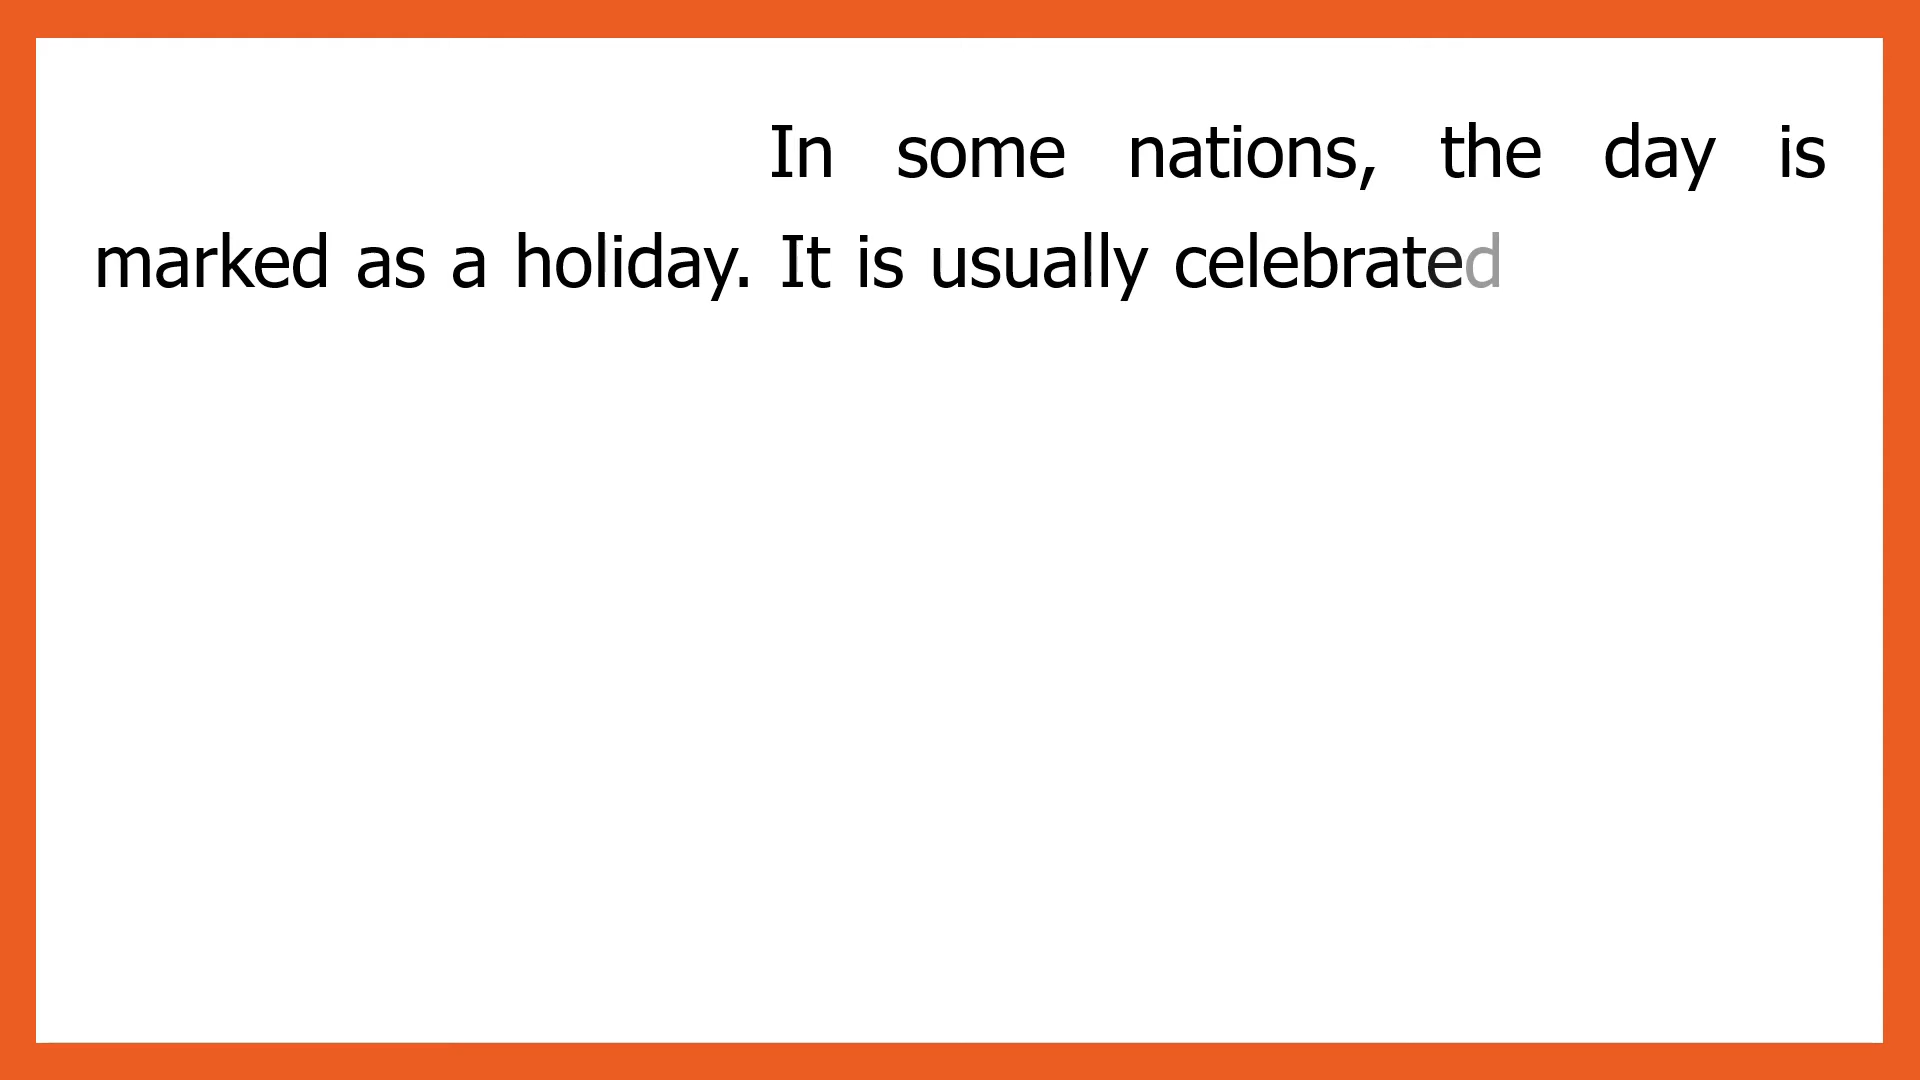 In some nations, the day is
marked as a holiday. It is usually celebrated